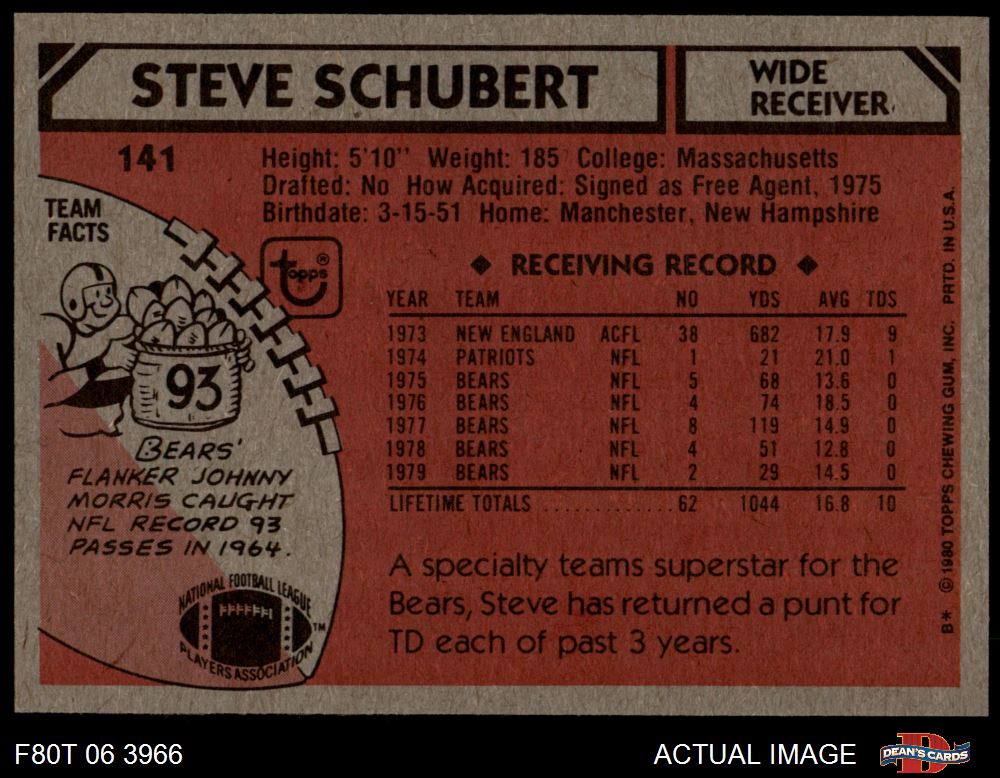 STEVE SCHUBERT
WIDE
RECEIVER
141
Height: 5'10" Weight: 185 College: Massachusetts
Drafted: No How Acquired: Signed as Free Agent, 1975
Birthdate: 3-15-51 Home: Manchester, New Hampshire
TEAM
FACTS
topps®
93
BEARS'
FLANKER JOHNNY
MORRIS CAUGHT
NFL RECORD 93
PASSES IN 1964.
NATIONAL FOOTBALL LEAGUE
PLAYERS ASSOCIATION
TM
◆ RECEIVING RECORD ◆
YEAR TEAM NO YDS AVG TDS
1973 NEW ENGLAND ACFL 38 682 17.9 9
1974 PATRIOTS NFL 1 21 21.0 1
1975 BEARS NFL 5 68 13.6 0
1976 BEARS NFL 4 74 18.5 0
1977 BEARS NFL 8 119 14.9 0
1978 BEARS NFL 4 51 12.8 0
1979 BEARS NFL 2 29 14.5 0
LIFETIME TOTALS ............ 62 1044 16.8 10
A specialty teams superstar for the
Bears, Steve has returned a punt for
TD each of past 3 years.
B* © 1980 TOPPS CHEWING GUM, INC. PRTD. IN U.S.A.
F80T 06 3966
ACTUAL IMAGE
DEAN'S CARDS